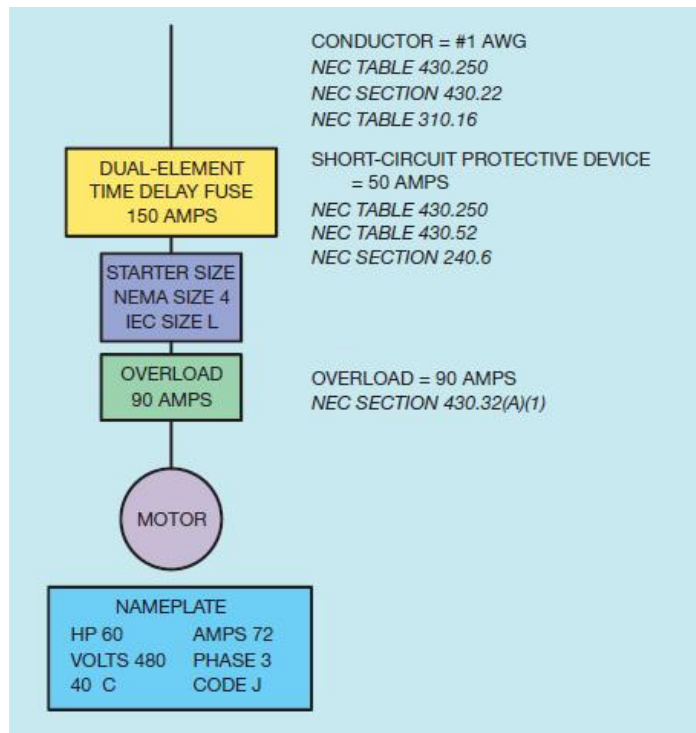 CONDUCTOR = #1 AWG
NEC TABLE 430.250
NEC SECTION 430.22
NEC TABLE 310.16
DUAL-ELEMENT
TIME DELAY FUSE
150 AMPS
SHORT-CIRCUIT PROTECTIVE DEVICE
= 50 AMPS
NEC TABLE 430.250
NEC TABLE 430.52
NEC SECTION 240.6
STARTER SIZE
NEMA SIZE 4
IEC SIZE L
OVERLOAD
90 AMPS
OVERLOAD = 90 AMPS
NEC SECTION 430.32(A)(1)
MOTOR
NAMEPLATE
HP 60 AMPS 72
VOLTS 480 PHASE 3
40 C CODE J